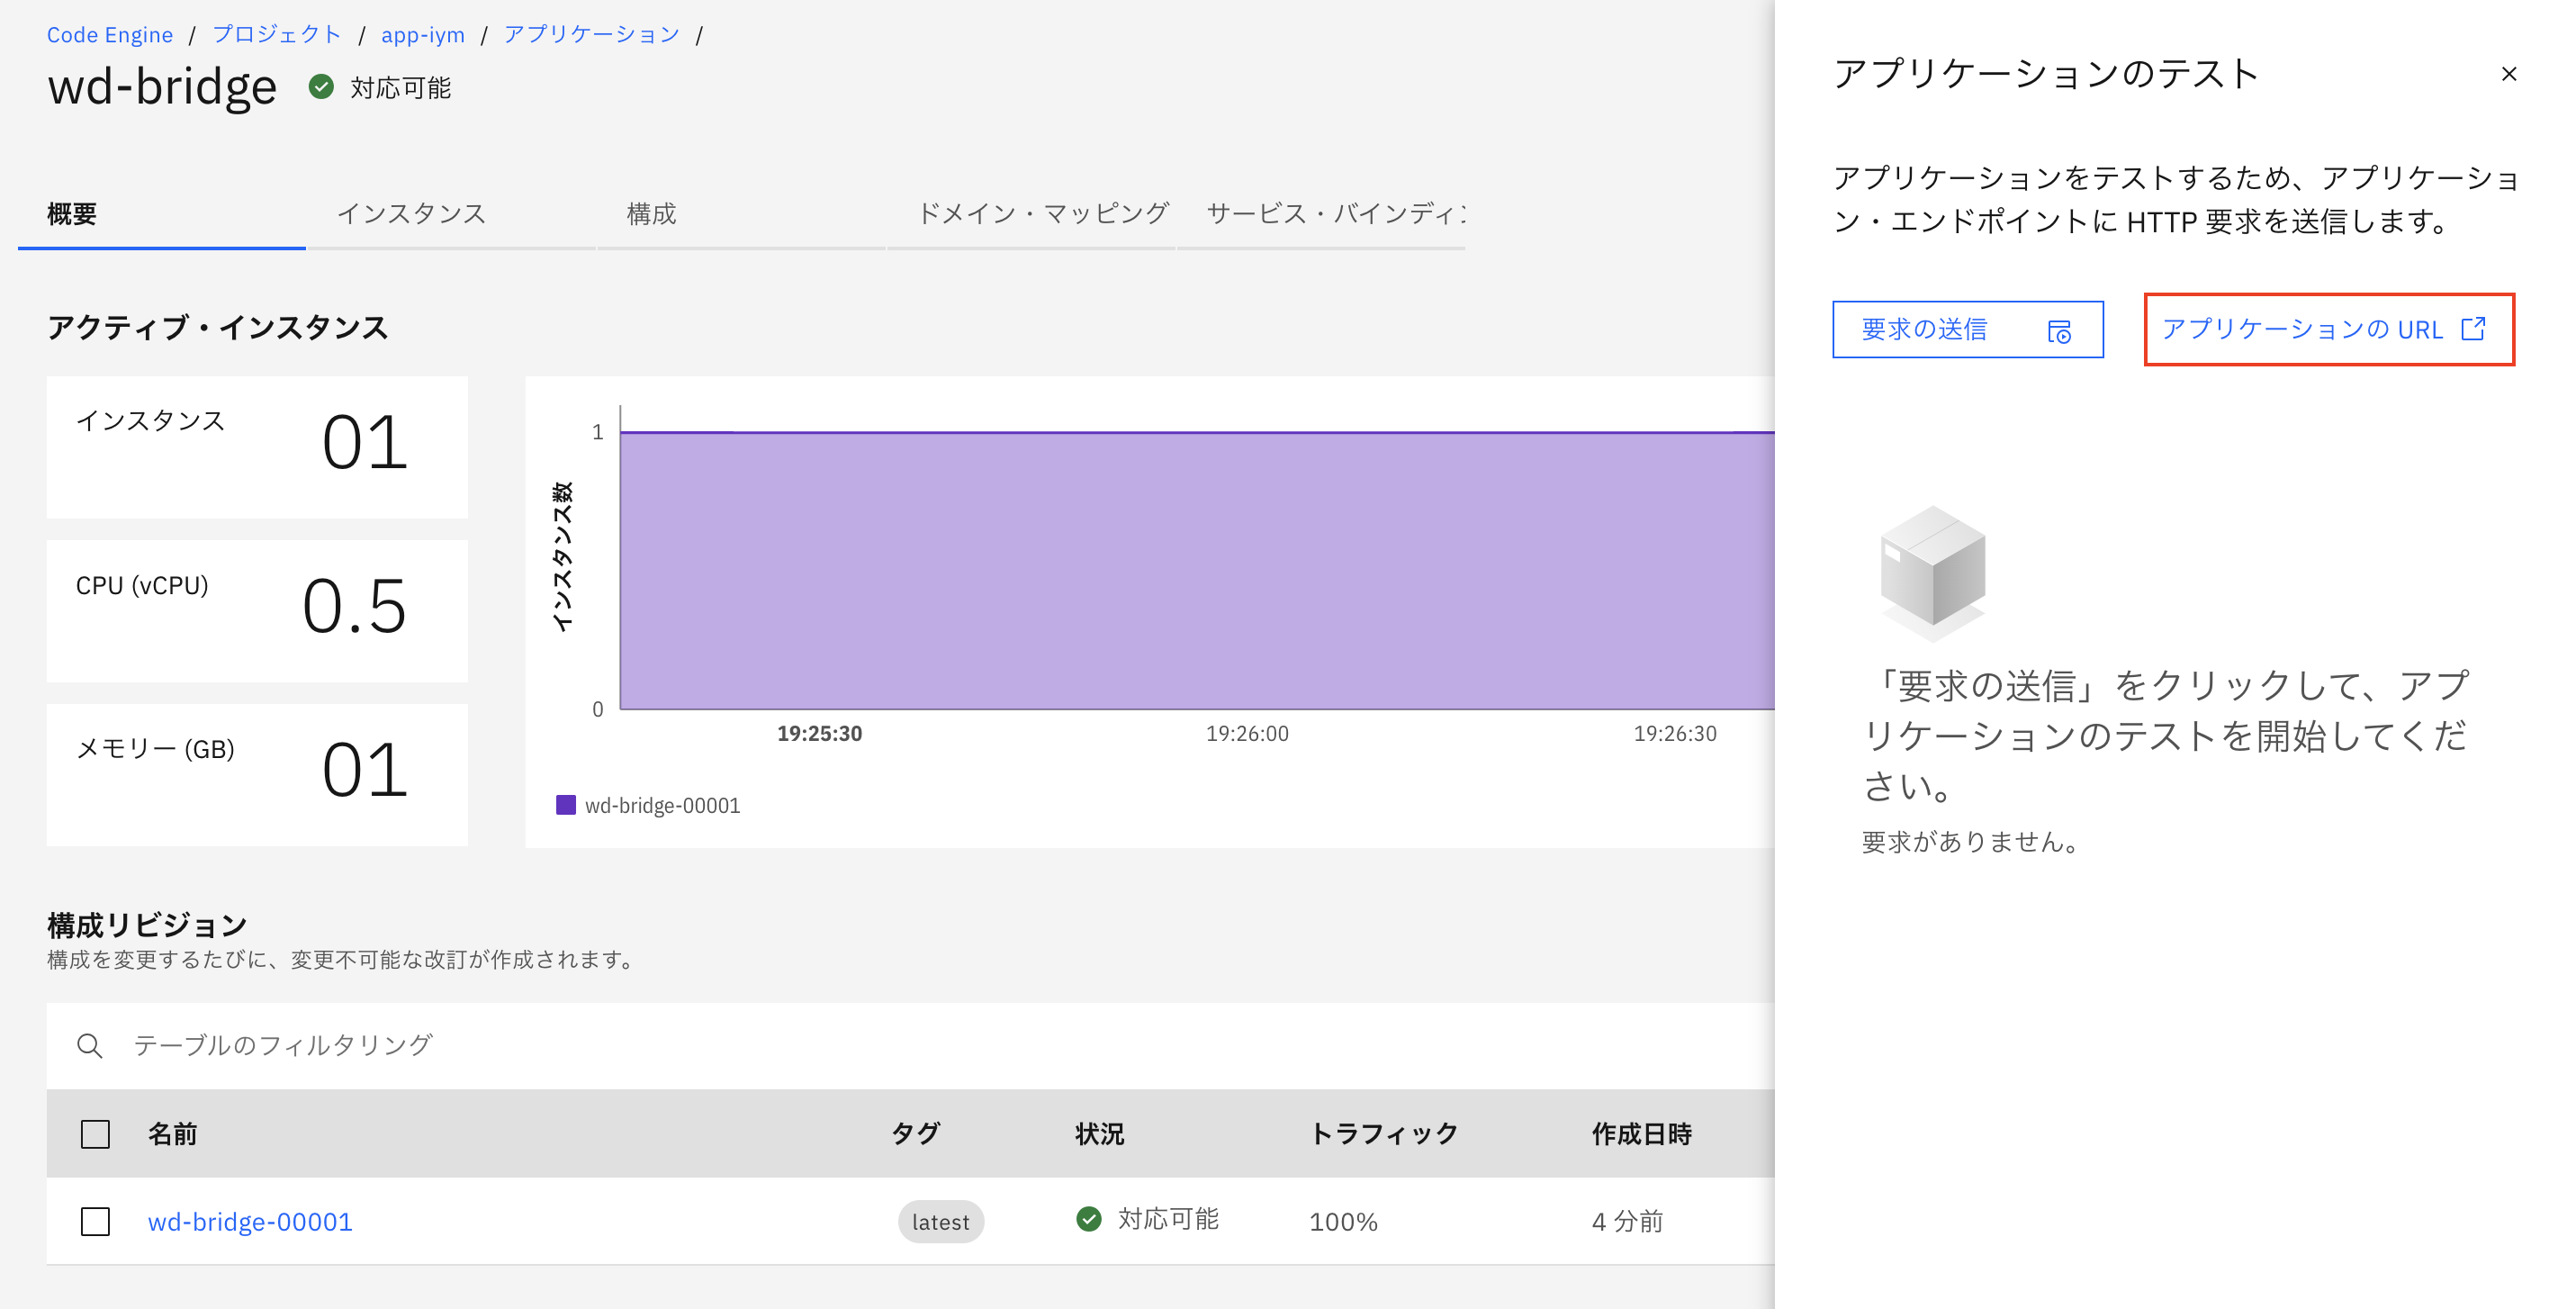 Code Engine / プロジェクト / app-iym / アプリケーション /
wd-bridge 対応可能
概要 インスタンス 構成 ドメイン・マッピング サービス・バインディン
アクティブ・インスタンス
インスタンス 01
CPU (vCPU) 0.5
メモリー (GB) 01
インスタンス数
1
0
19:25:30 19:26:00 19:26:30
wd-bridge-00001
構成リビジョン
構成を変更するたびに、変更不可能な改訂が作成されます。
テーブルのフィルタリング
名前 タグ 状況 トラフィック 作成日時
wd-bridge-00001 latest 対応可能 100% 4 分前
アプリケーションのテスト
アプリケーションをテストするため、アプリケーショ
ン・エンドポイントに HTTP 要求を送信します。
要求の送信 アプリケーションの URL
「要求の送信」をクリックして、アプ
リケーションのテストを開始してくだ
さい。
要求がありません。